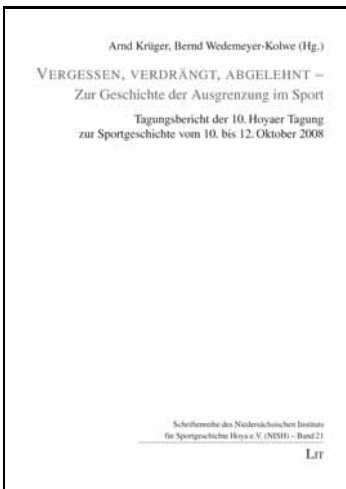 Arnd Krüger, Bernd Wedemeyer-Kolwe (Hg.)
VERGESSEN, VERDRÄNGT, ABGELEHNT –
Zur Geschichte der Ausgrenzung im Sport
Tagungsbericht der 10. Hoyaer Tagung
zur Sportgeschichte vom 10. bis 12. Oktober 2008
Schriftenreihe des Niedersächsischen Instituts
für Sportgeschichte Hoya e.V. (NISH) – Band 21
LIT